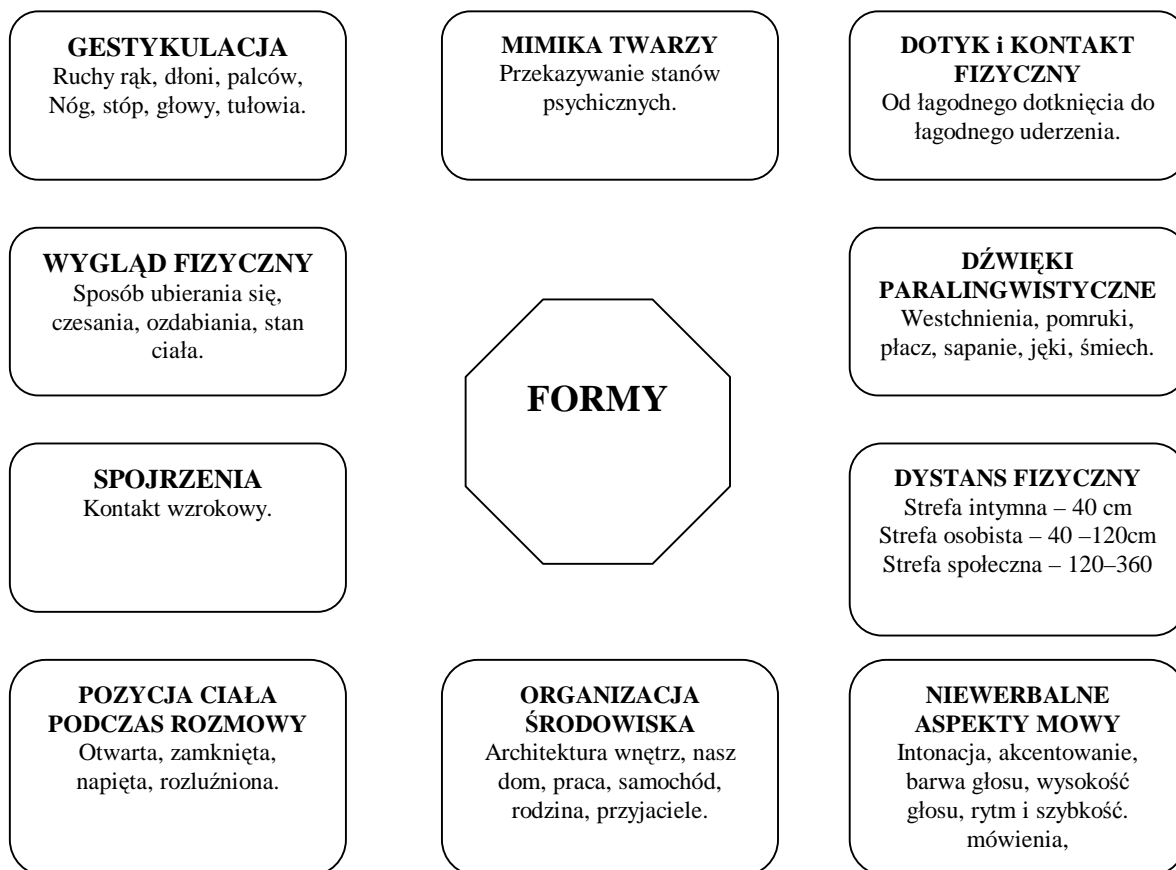 GESTYKULACJA
Ruchy rąk, dłoni, palców,
Nóg, stóp, głowy, tułowia.
MIMIKA TWARZY
Przekazywanie stanów
psychicznych.
DOTYK i KONTAKT
FIZYCZNY
Od łagodnego dotknięcia do
łagodnego uderzenia.
WYGLĄD FIZYCZNY
Sposób ubierania się,
czesania, ozdabiania, stan
ciała.
DŹWIĘKI
PARALINGWISTYCZNE
Westchnienia, pomruki,
płacz, sapanie, jęki, śmiech.
FORMY
SPOJRZENIA
Kontakt wzrokowy.
DYSTANS FIZYCZNY
Strefa intymna – 40 cm
Strefa osobista – 40 –120cm
Strefa społeczna – 120–360
POZYCJA CIAŁA
PODCZAS ROZMOWY
Otwarta, zamknięta,
napięta, rozluźniona.
ORGANIZACJA
ŚRODOWISKA
Architektura wnętrz, nasz
dom, praca, samochód,
rodzina, przyjaciele.
NIEWERBALNE
ASPEKTY MOWY
Intonacja, akcentowanie,
barwa głosu, wysokość
głosu, rytm i szybkość.
mówienia,